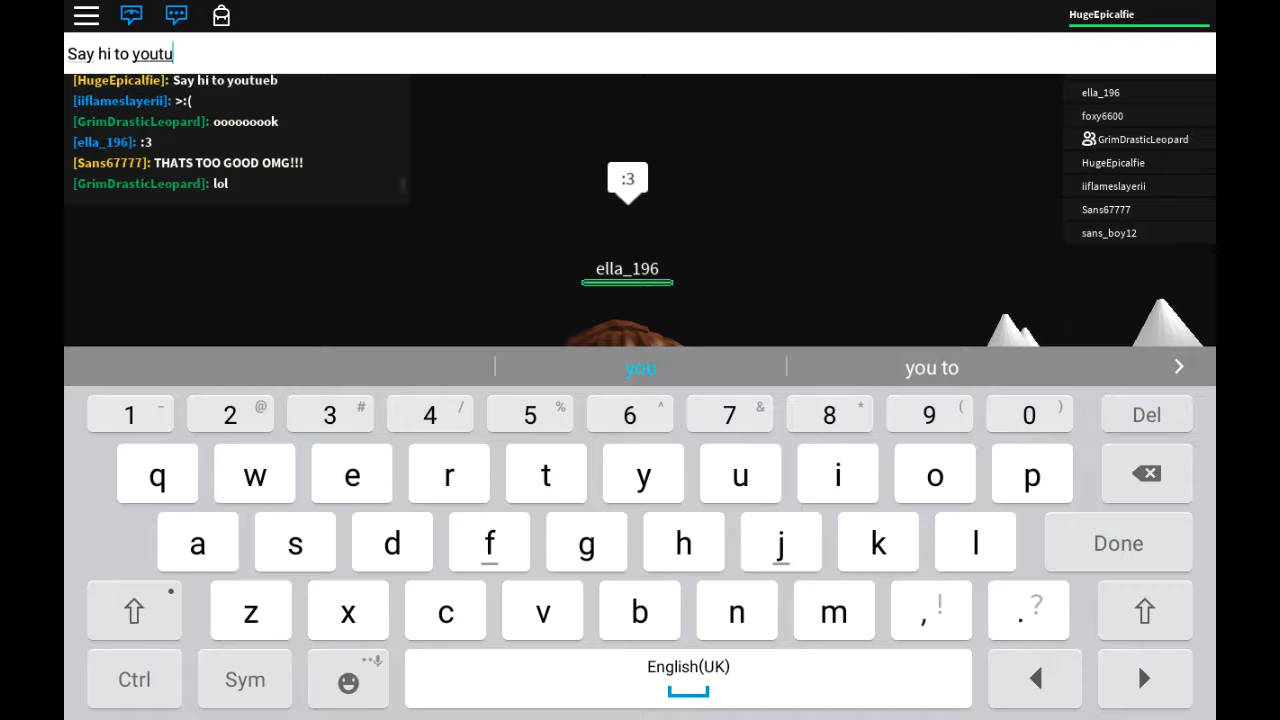 HugeEpicalfie
Say hi to youtu
[HugeEpicalfie]: Say hi to youtueb
[iiflameslayerii]: >:(
[GrimDrasticLeopard]: ooooooook
[ella_196]: :3
[Sans67777]: THATS TOO GOOD OMG!!!
[GrimDrasticLeopard]: lol
ella_196
foxy6600
GrimDrasticLeopard
HugeEpicalfie
iiflameslayerii
Sans67777
sans_boy12
:3
ella_196
you you to
1 - 2 @ 3 # 4 / 5 % 6 ^ 7 & 8 * 9 ( 0 ) Del
q w e r t y u i o p
a s d f g h j k l Done
z x c v b n m , ! . ?
Ctrl Sym English(UK)